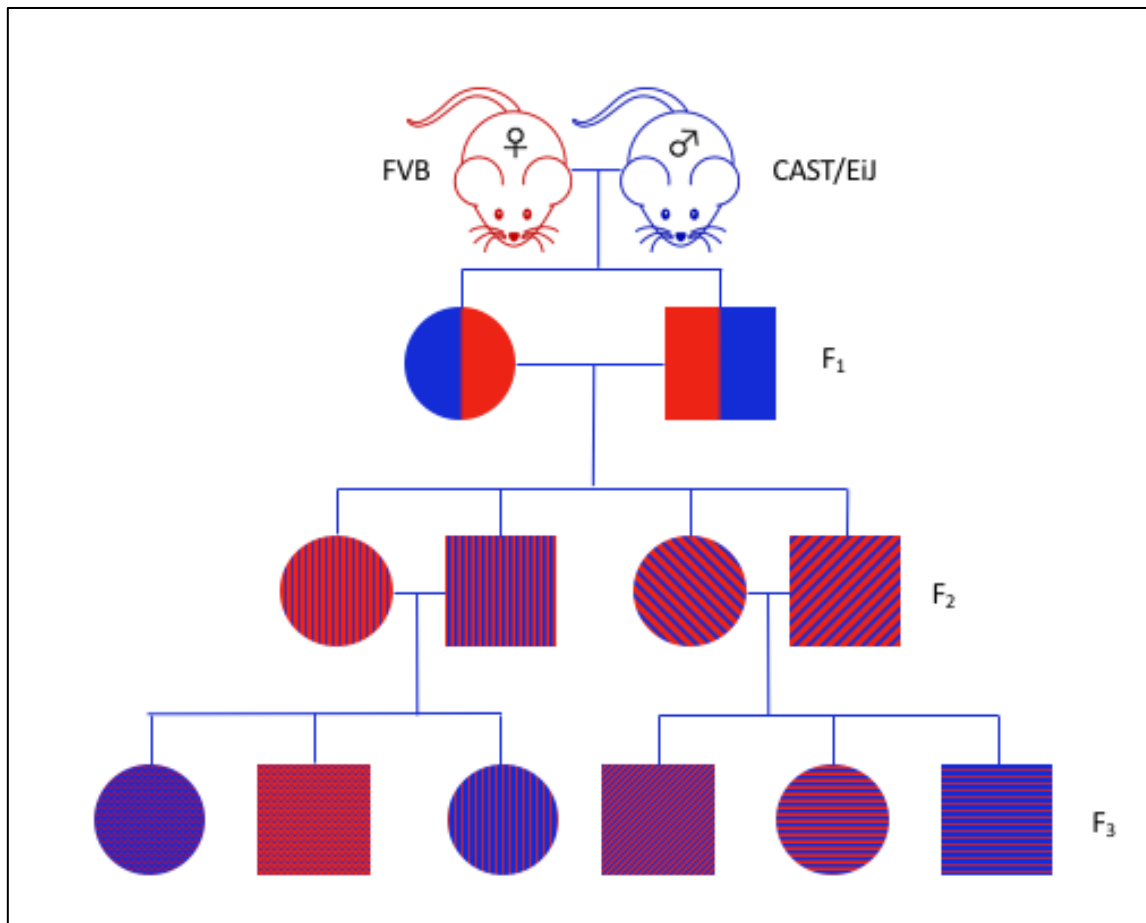 ♀ ♂
FVB CAST/EiJ
F₁
F₂
F₃